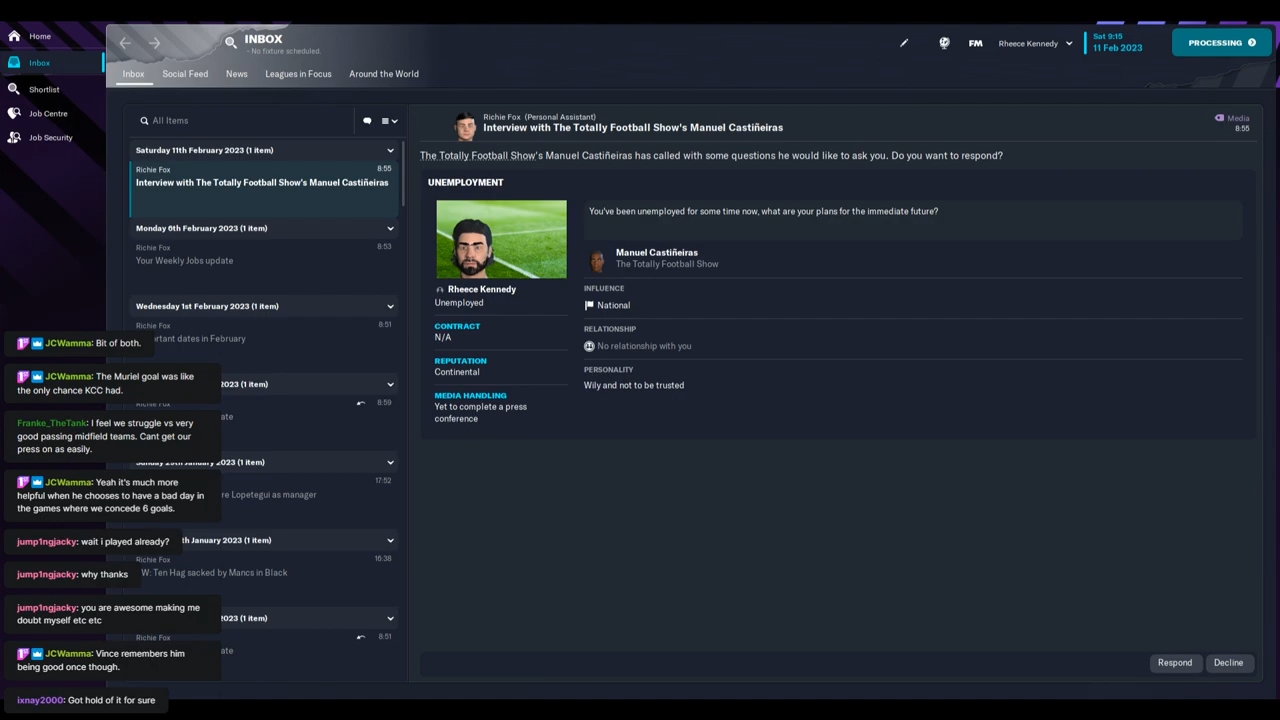 Home
Inbox
Shortlist
Job Centre
Job Security
INBOX
- No fixture scheduled.
FM
Rheece Kennedy
Sat 9:15
11 Feb 2023
PROCESSING
Inbox
Social Feed
News
Leagues in Focus
Around the World
All Items
Saturday 11th February 2023 (1 item)
Richie Fox
8:55
Interview with The Totally Football Show's Manuel Castiñeiras
Monday 6th February 2023 (1 item)
Richie Fox
8:53
Your Weekly Jobs update
Wednesday 1st February 2023 (1 item)
Richie Fox
8:51
ortant dates in February
023 (1 item)
Richie Fox
8:59
ate
2023 (1 item)
17:52
re Lopetegui as manager
th January 2023 (1 item)
Richie Fox
16:38
W: Ten Hag sacked by Mancs in Black
023 (1 item)
Richie Fox
8:51
ate
JCWamma: Bit of both.
JCWamma: The Muriel goal was like
the only chance KCC had.
Franke_TheTank: I feel we struggle vs very
good passing midfield teams. Cant get our
press on as easily.
JCWamma: Yeah it's much more
helpful when he chooses to have a bad day in
the games where we concede 6 goals.
jump1ngjacky: wait i played already?
jump1ngjacky: why thanks
jump1ngjacky: you are awesome making me
doubt myself etc etc
JCWamma: Vince remembers him
being good once though.
ixnay2000: Got hold of it for sure
Richie Fox (Personal Assistant)
Interview with The Totally Football Show's Manuel Castiñeiras
Media
8:55
The Totally Football Show's Manuel Castiñeiras has called with some questions he would like to ask you. Do you want to respond?
UNEMPLOYMENT
You've been unemployed for some time now, what are your plans for the immediate future?
Manuel Castiñeiras
The Totally Football Show
Rheece Kennedy
Unemployed
CONTRACT
N/A
REPUTATION
Continental
MEDIA HANDLING
Yet to complete a press
conference
INFLUENCE
National
RELATIONSHIP
No relationship with you
PERSONALITY
Wily and not to be trusted
Respond
Decline